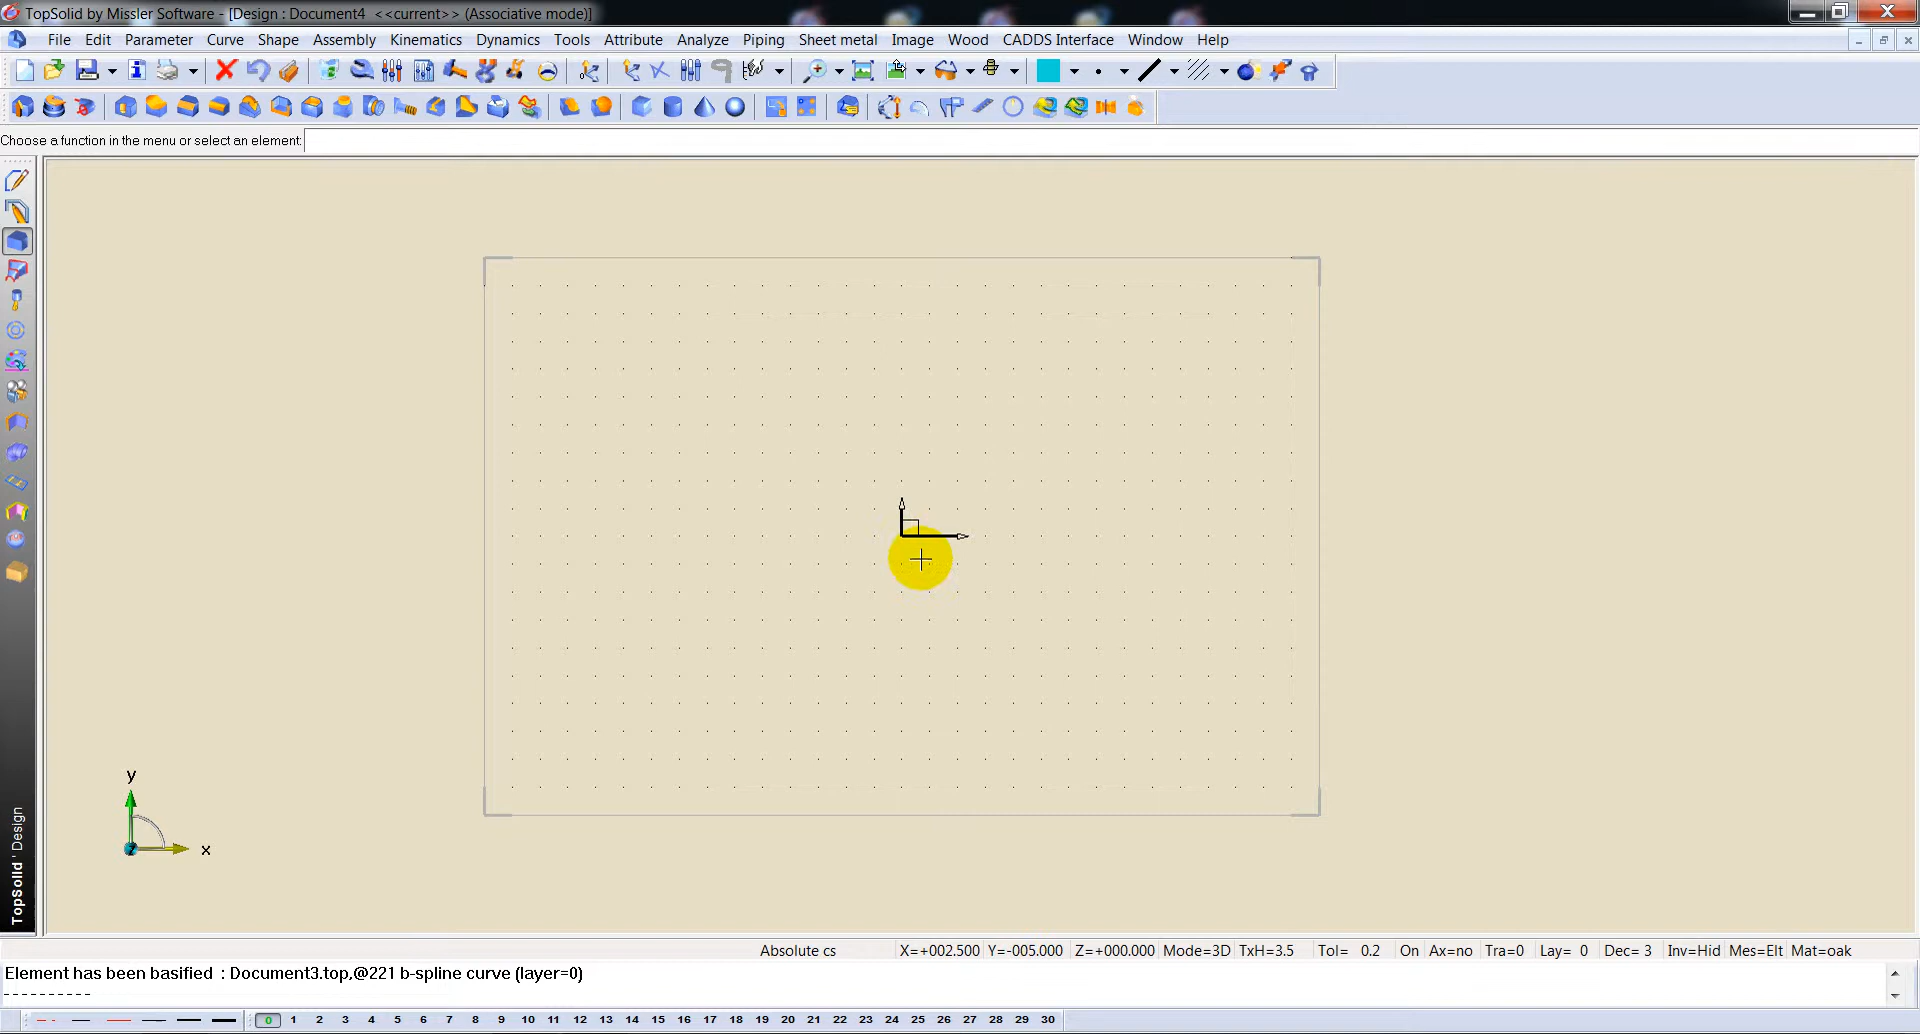 TopSolid by Missler Software - [Design : Document4  <<current>> (Associative mode)]
File Edit Parameter Curve Shape Assembly Kinematics Dynamics Tools Attribute Analyze Piping Sheet metal Image Wood CADDS Interface Window Help
Choose a function in the menu or select an element:
y
x
TopSolid ' Design
Absolute cs X=+002.500 Y=-005.000 Z=+000.000 Mode=3D TxH=3.5 Tol= 0.2 On Ax=no Tra=0 Lay= 0 Dec= 3 Inv=Hid Mes=Elt Mat=oak
Element has been basified : Document3.top,@221 b-spline curve (layer=0)
----------
0 1 2 3 4 5 6 7 8 9 10 11 12 13 14 15 16 17 18 19 20 21 22 23 24 25 26 27 28 29 30